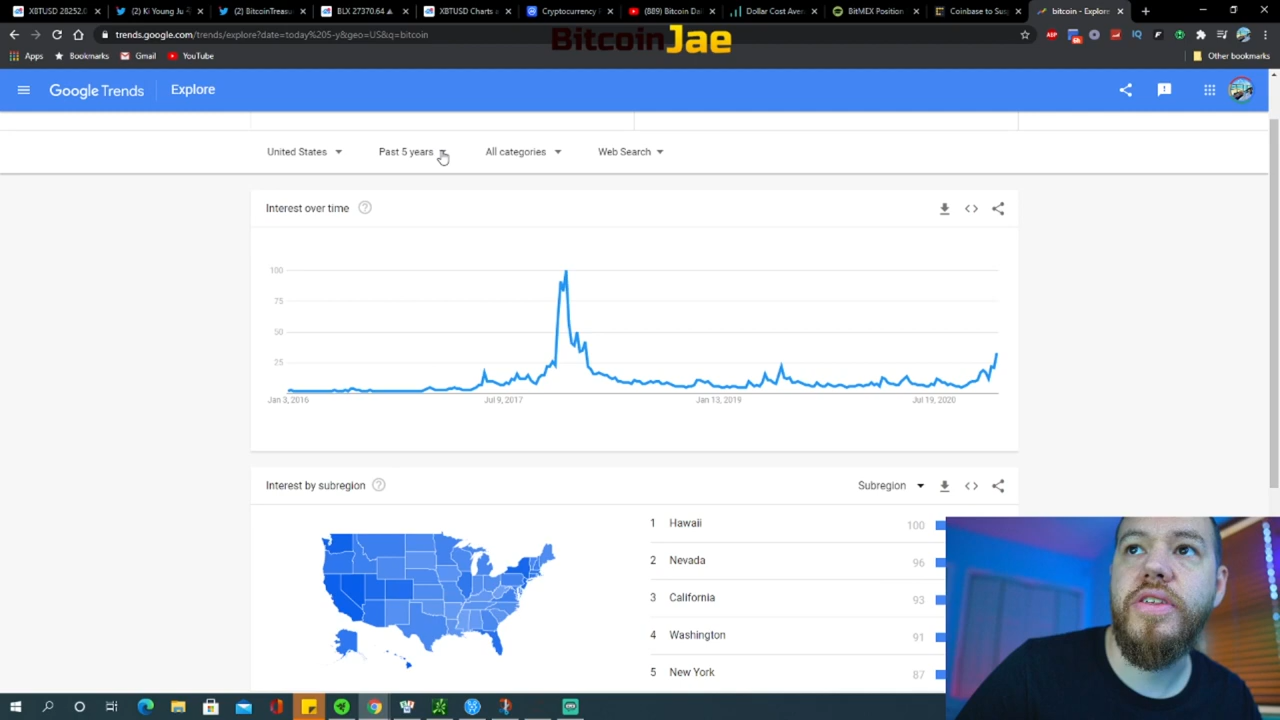 XBTUSD 28252.0
(2) Ki Young Ju
(2) BitcoinTreasu
BLX 27370.64
XBTUSD Charts a
Cryptocurrency F
(889) Bitcoin Da
Dollar Cost Aver
BitMEX Position
Coinbase to Sus
bitcoin - Explore
trends.google.com/trends/explore?date=today%205-y&geo=US&q=bitcoin
BitcoinJae
Apps
Bookmarks
Gmail
YouTube
Other bookmarks
Google Trends
Explore
United States
Past 5 years
All categories
Web Search
Interest over time
100
75
50
25
Jan 3, 2016
Jul 9, 2017
Jan 13, 2019
Jul 19, 2020
Interest by subregion
Subregion
1 Hawaii 100
2 Nevada 96
3 California 93
4 Washington 91
5 New York 87